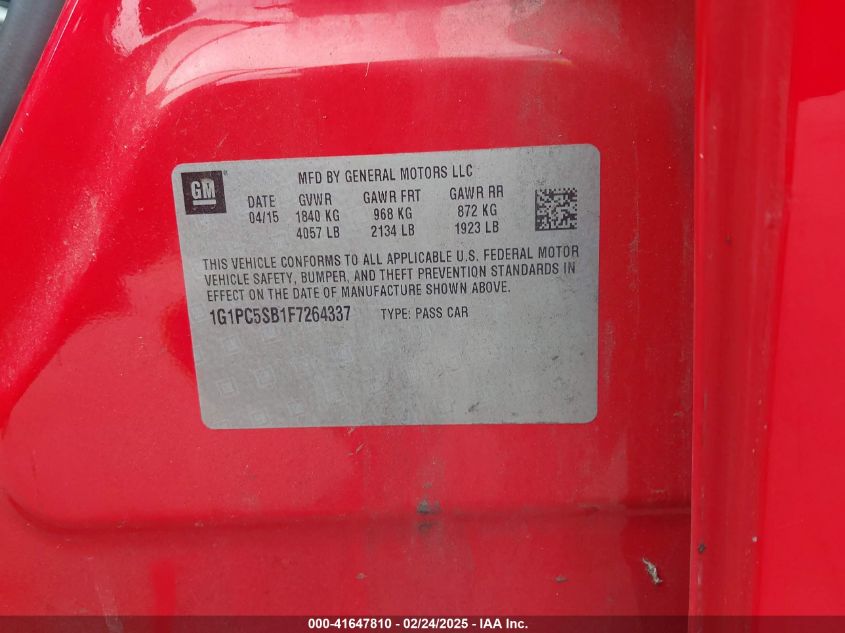 GM
MFD BY GENERAL MOTORS LLC
DATE GVWR GAWR FRT GAWR RR
04/15 1840 KG 968 KG 872 KG
4057 LB 2134 LB 1923 LB
THIS VEHICLE CONFORMS TO ALL APPLICABLE U.S. FEDERAL MOTOR
VEHICLE SAFETY, BUMPER, AND THEFT PREVENTION STANDARDS IN
EFFECT ON THE DATE OF MANUFACTURE SHOWN ABOVE.
1G1PC5SB1F7264337 TYPE: PASS CAR
000-41647810 - 02/24/2025 - IAA Inc.